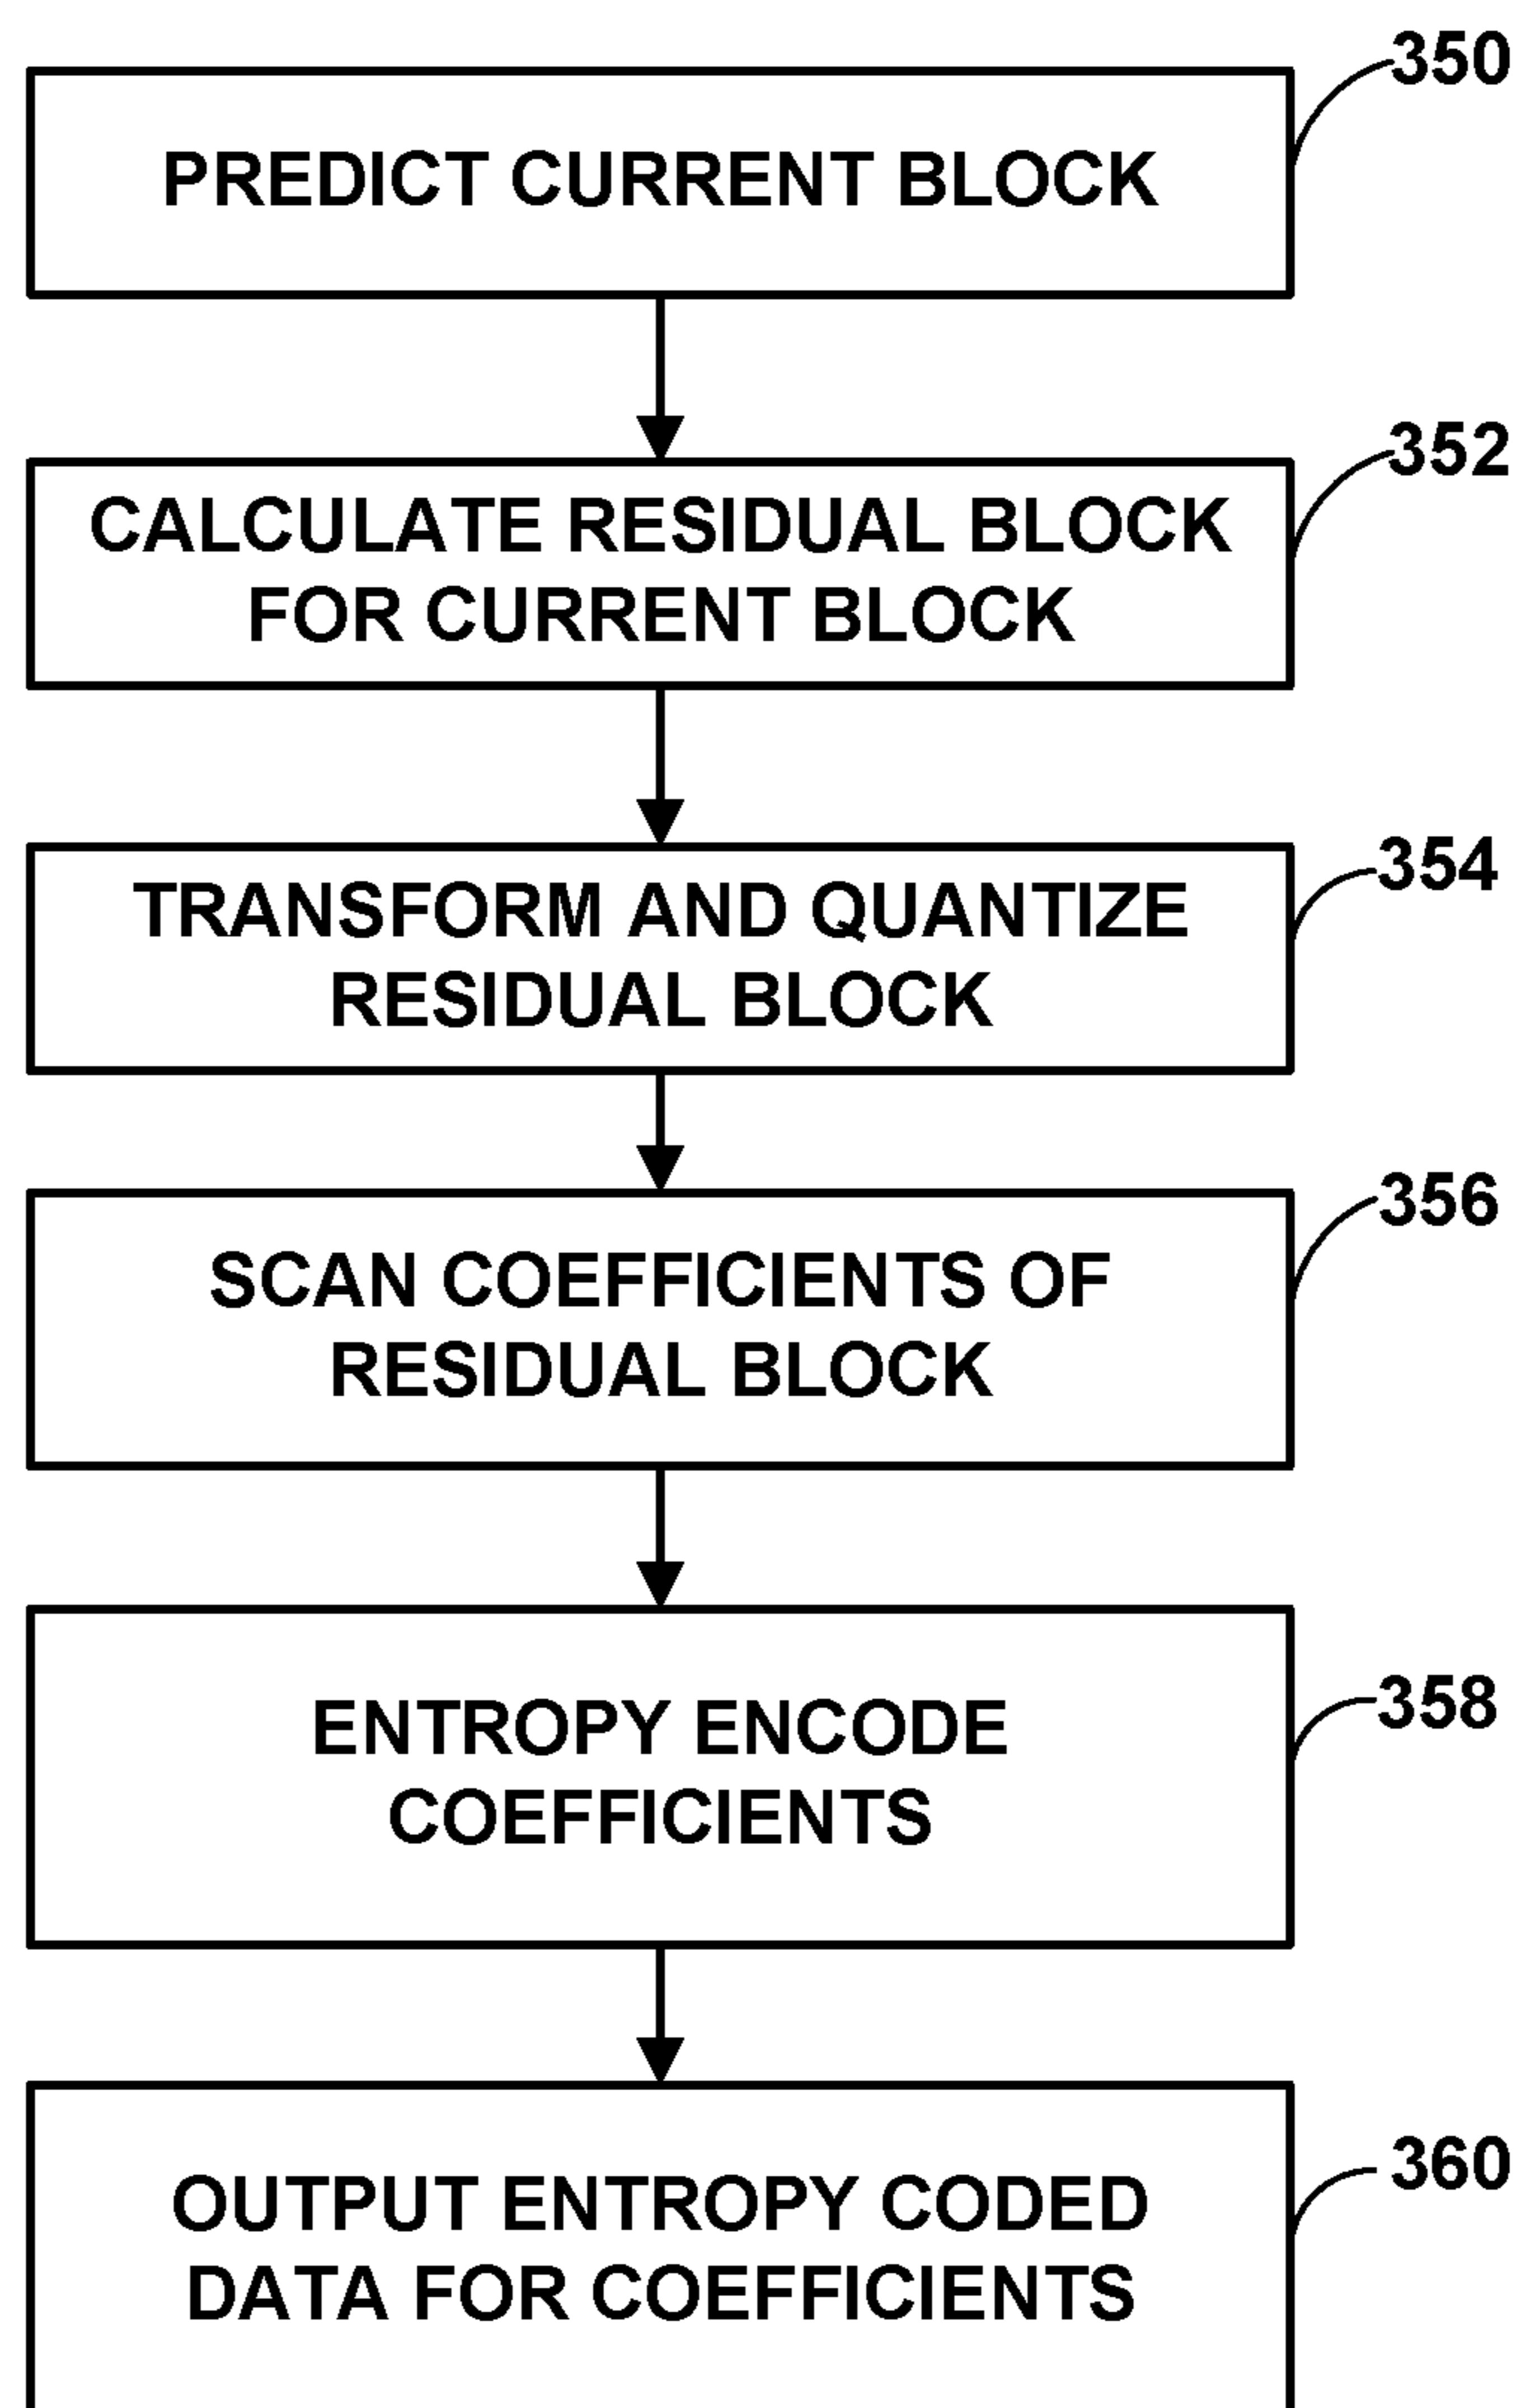 350
PREDICT CURRENT BLOCK
352
CALCULATE RESIDUAL BLOCK
FOR CURRENT BLOCK
354
TRANSFORM AND QUANTIZE
RESIDUAL BLOCK
356
SCAN COEFFICIENTS OF
RESIDUAL BLOCK
358
ENTROPY ENCODE
COEFFICIENTS
360
OUTPUT ENTROPY CODED
DATA FOR COEFFICIENTS